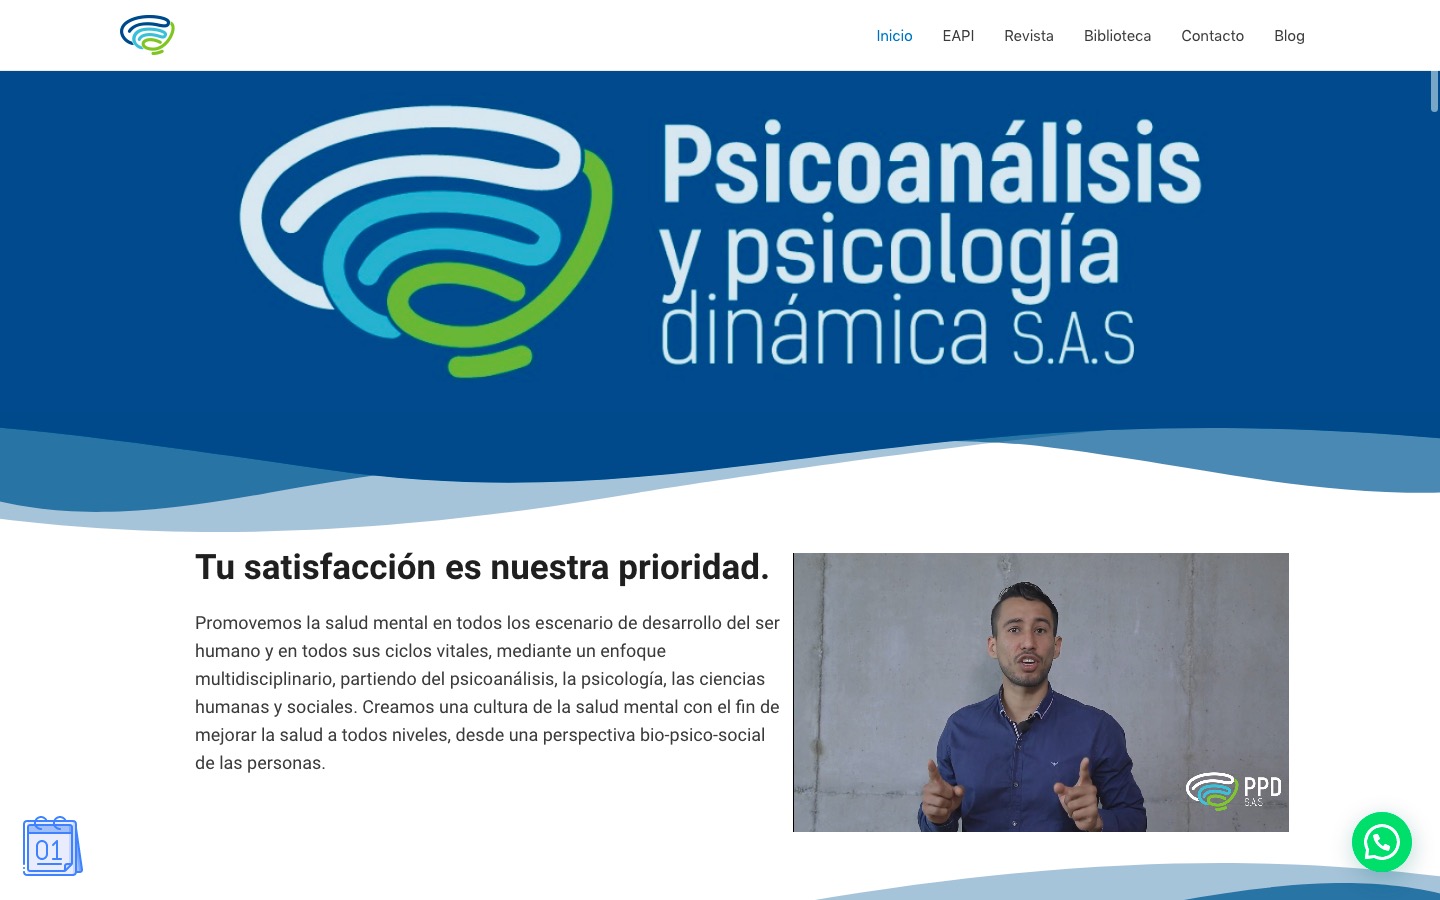 Inicio EAPI Revista Biblioteca Contacto Blog
Psicoanálisis
y psicología
dinámica S.A.S
Tu satisfacción es nuestra prioridad.
Promovemos la salud mental en todos los escenario de desarrollo del ser
humano y en todos sus ciclos vitales, mediante un enfoque
multidisciplinario, partiendo del psicoanálisis, la psicología, las ciencias
humanas y sociales. Creamos una cultura de la salud mental con el fin de
mejorar la salud a todos niveles, desde una perspectiva bio-psico-social
de las personas.
PPD
S.A.S
01